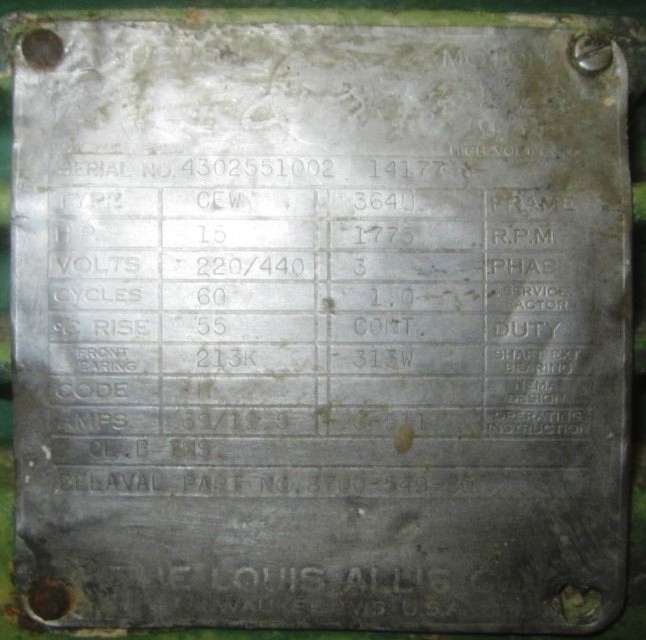 SERIAL NO. 4302551002 14177
TYPE CEW 364U FRAME
H.P. 15 1775 R.P.M
VOLTS 220/440 3 PHASE
CYCLES 60 1.0 SERVICE FACTOR
°C RISE 55 CONT. DUTY
FRONT BEARING 213K 313W SHAFT EXT BEARING
CODE NEMA DESIGN
AMPS OPERATING INSTRUCTION
CL.B INS.
DELAVAL PART NO.
THE LOUIS ALLIS CO.
MILWAUKEE, WIS. U.S.A.